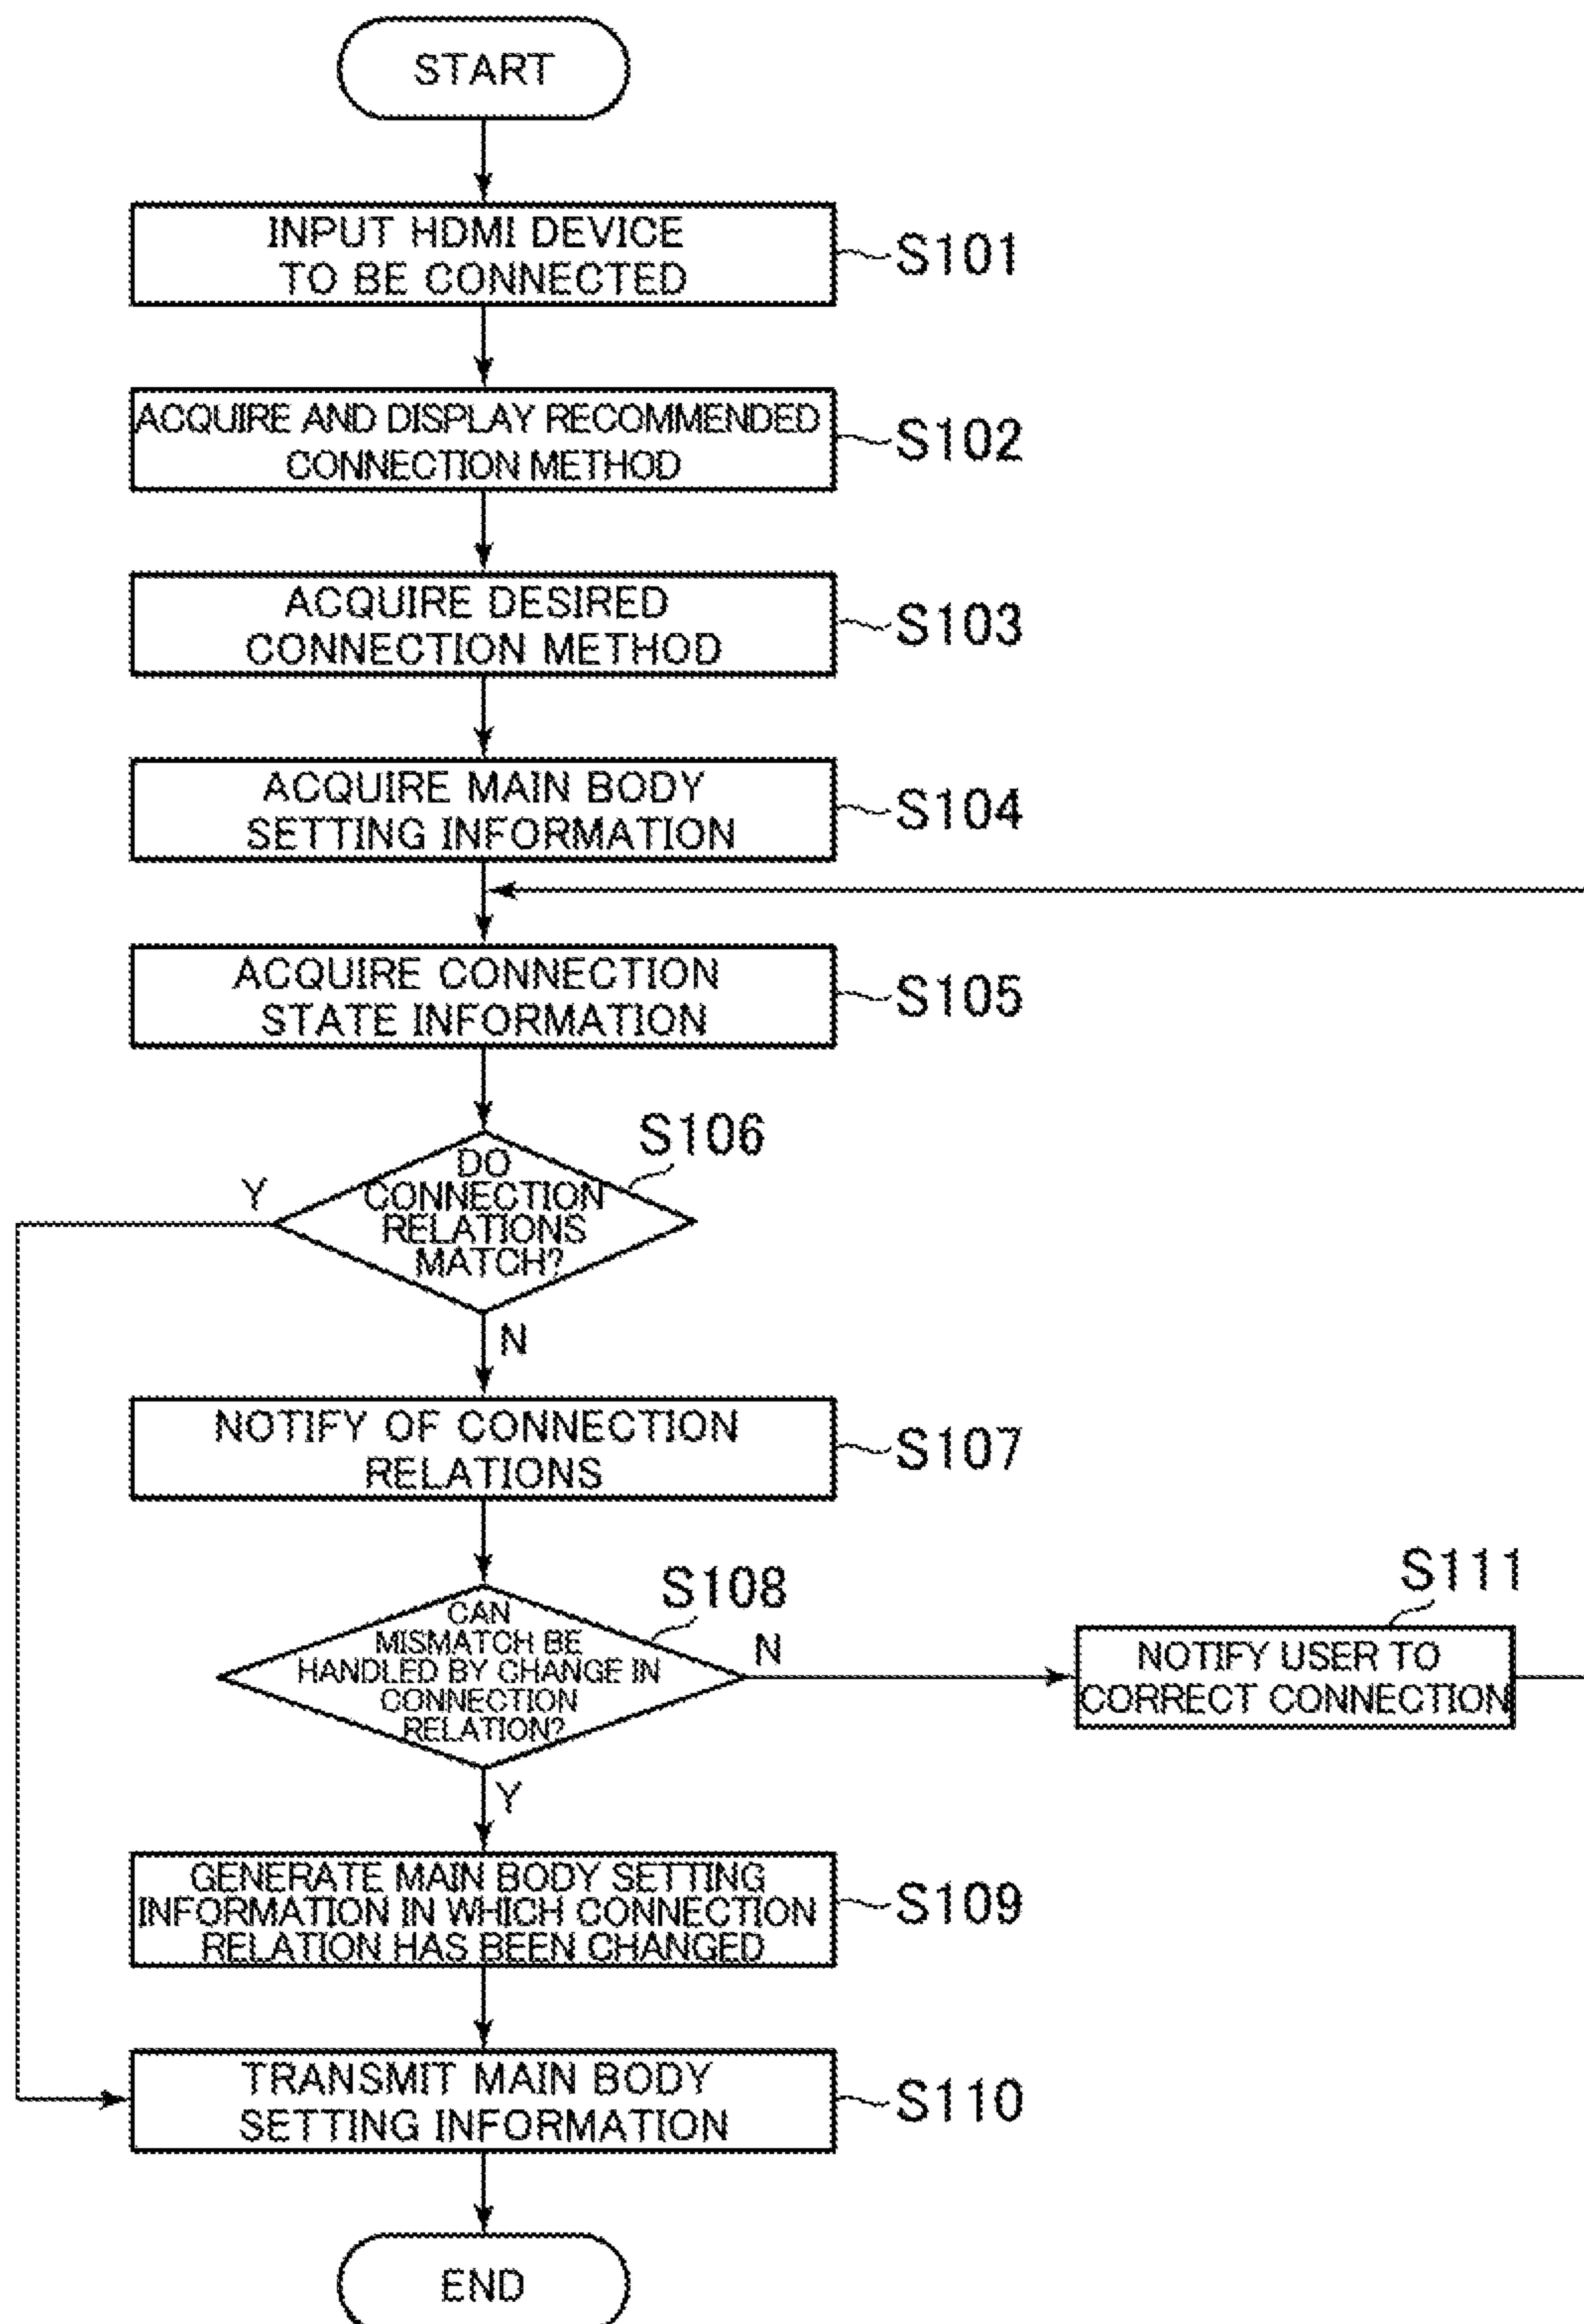 START
INPUT HDMI DEVICE
TO BE CONNECTED
S101
ACQUIRE AND DISPLAY RECOMMENDED
CONNECTION METHOD
S102
ACQUIRE DESIRED
CONNECTION METHOD
S103
ACQUIRE MAIN BODY
SETTING INFORMATION
S104
ACQUIRE CONNECTION
STATE INFORMATION
S105
S106
DO
CONNECTION
RELATIONS
MATCH?
Y
N
NOTIFY OF CONNECTION
RELATIONS
S107
S108
CAN
MISMATCH BE
HANDLED BY CHANGE IN
CONNECTION
RELATION?
N
Y
S111
NOTIFY USER TO
CORRECT CONNECTION
GENERATE MAIN BODY SETTING
INFORMATION IN WHICH CONNECTION
RELATION HAS BEEN CHANGED
S109
TRANSMIT MAIN BODY
SETTING INFORMATION
S110
END